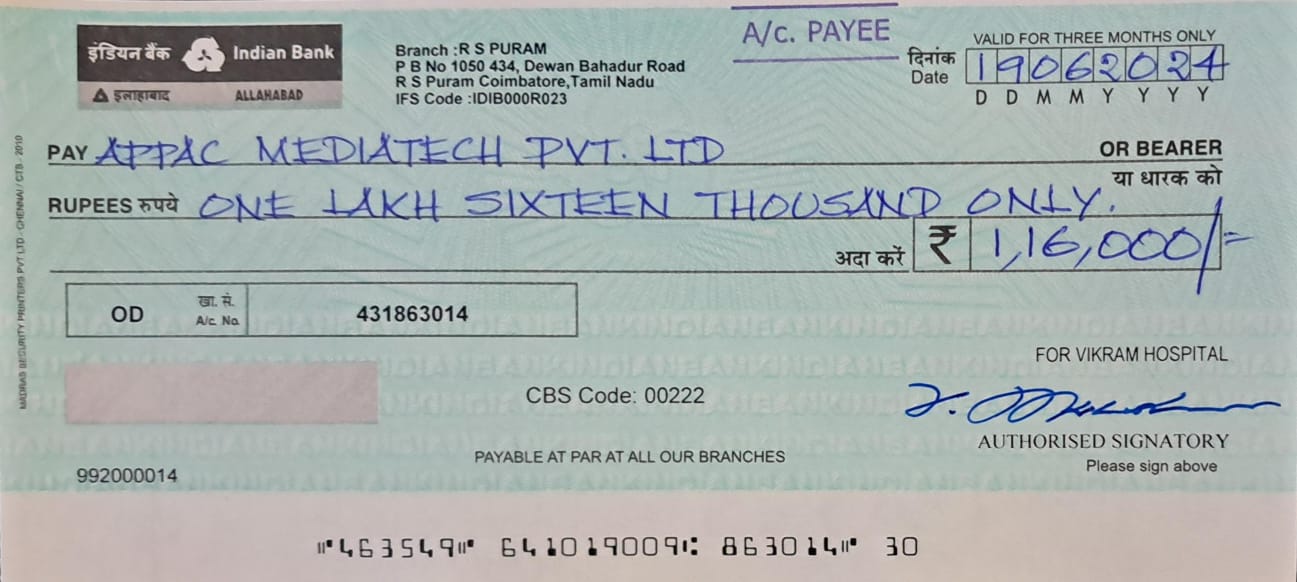 इंडियन बैंक Indian Bank
इलाहाबाद ALLAHABAD
Branch :R S PURAM
P B No 1050 434, Dewan Bahadur Road
R S Puram Coimbatore,Tamil Nadu
IFS Code :IDIB000R023
A/c. PAYEE
VALID FOR THREE MONTHS ONLY
दिनांक
Date 19062024
D D M M Y Y Y Y
PAY APPAC MEDIATECH PVT. LTD OR BEARER
या धारक को
RUPEES रुपये ONE LAKH SIXTEEN THOUSAND ONLY.
अदा करें ₹ 1,16,000/-
OD खा. सं. A/c. No. 431863014
FOR VIKRAM HOSPITAL
CBS Code: 00222
AUTHORISED SIGNATORY
Please sign above
PAYABLE AT PAR AT ALL OUR BRANCHES
992000014
⑈463549⑈ 641019009⑆ 863014⑈ 30
MADRAS SECURITY PRINTERS PVT LTD - CHENNAI / CTS - 2010